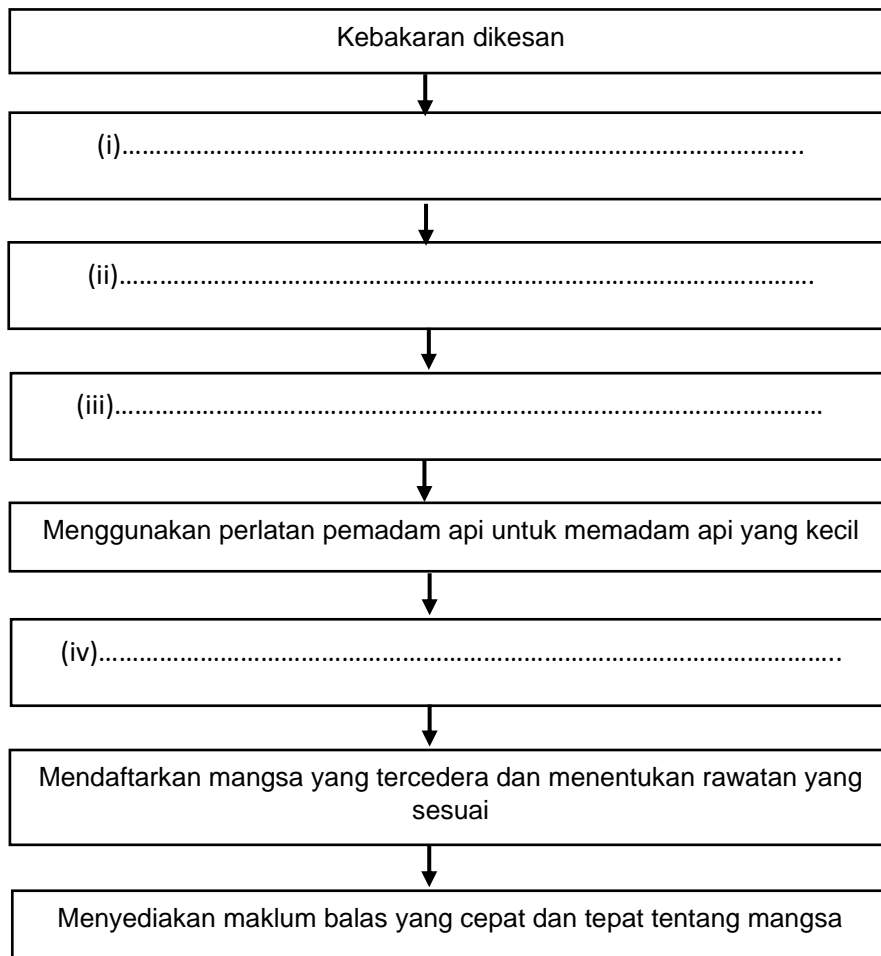 Kebakaran dikesan
(i)…………………………………………………………………………..
(ii)…………………………………………………………………………….
(iii)……………………………………………………………………………
Menggunakan perlatan pemadam api untuk memadam api yang kecil
(iv)………………………………………………………………………………..
Mendaftarkan mangsa yang tercedera dan menentukan rawatan yang
sesuai
Menyediakan maklum balas yang cepat dan tepat tentang mangsa